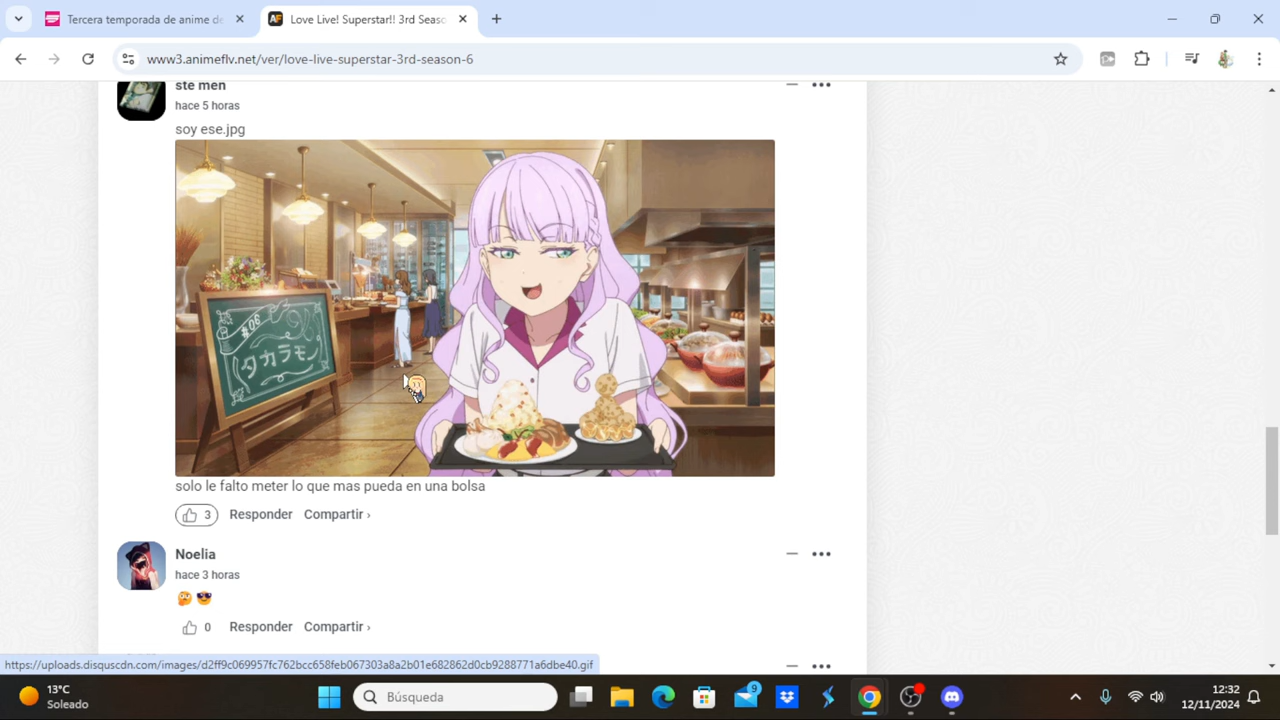 Tercera temporada de anime de
Love Live! Superstar!! 3rd Seaso
www3.animeflv.net/ver/love-live-superstar-3rd-season-6
ste men
hace 5 horas
soy ese.jpg
#06
タカラモノ
solo le falto meter lo que mas pueda en una bolsa
3 Responder Compartir ›
Noelia
hace 3 horas
🤔 😎
0 Responder Compartir ›
https://uploads.disquscdn.com/images/d2ff9c069957fc762bcc658feb067303a8a2b01e682862d0cb9288771a6dbe40.gif
13°C
Soleado
Búsqueda
9
12:32
12/11/2024